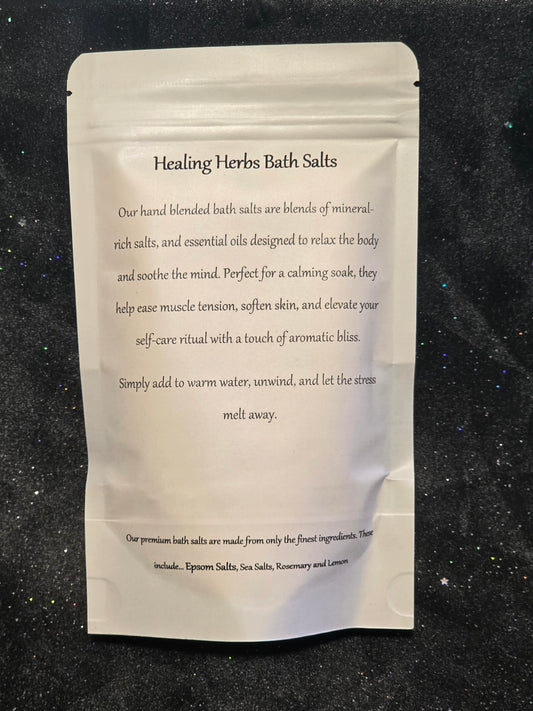 Healing Herbs Bath Salts
Our hand blended bath salts are blends of mineral-
rich salts, and essential oils designed to relax the body
and soothe the mind. Perfect for a calming soak, they
help ease muscle tension, soften skin, and elevate your
self-care ritual with a touch of aromatic bliss.
Simply add to warm water, unwind, and let the stress
melt away.
Our premium bath salts are made from only the finest ingredients. These
include... Epsom Salts, Sea Salts, Rosemary and Lemon